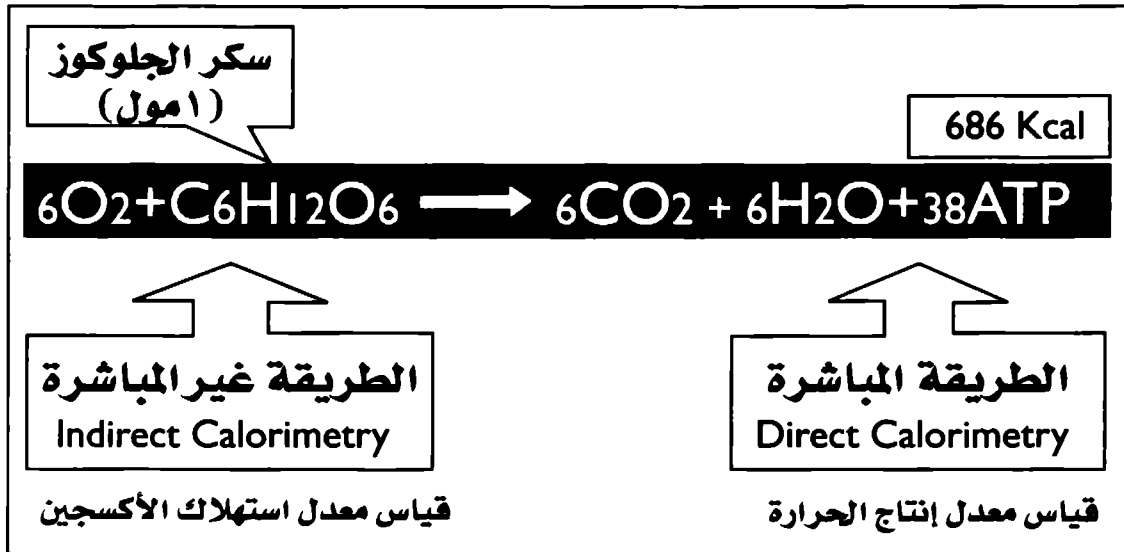 سكر الجلوكوز
(١مول)
686 Kcal
6O2+C6H12O6 → 6CO2 + 6H2O+38ATP
الطريقة غير المباشرة
Indirect Calorimetry
قياس معدل استهلاك الأكسجين
الطريقة المباشرة
Direct Calorimetry
قياس معدل إنتاج الحرارة